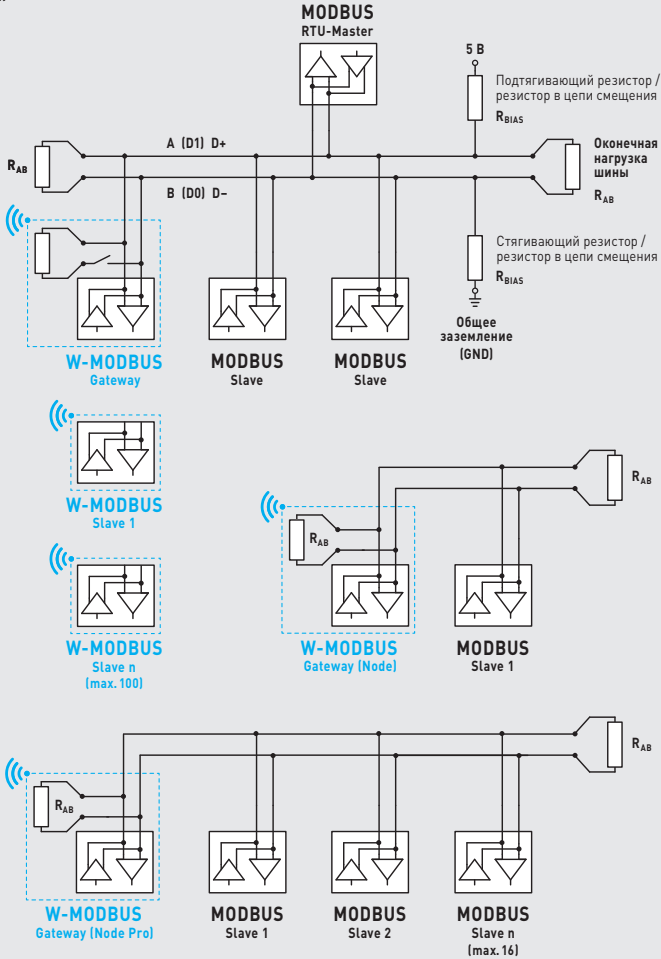 MODBUS
RTU-Master
5 В
Подтягивающий резистор /
резистор в цепи смещения
RBIAS
A (D1) D+
RAB
B (D0) D–
Оконечная
нагрузка
шины
RAB
Стягивающий резистор /
резистор в цепи смещения
RBIAS
Общее
заземление
(GND)
W-MODBUS
Gateway
MODBUS
Slave
MODBUS
Slave
W-MODBUS
Slave 1
RAB
RAB
W-MODBUS
Slave n
(max. 100)
W-MODBUS
Gateway (Node)
MODBUS
Slave 1
RAB
RAB
W-MODBUS
Gateway (Node Pro)
MODBUS
Slave 1
MODBUS
Slave 2
MODBUS
Slave n
(max. 16)